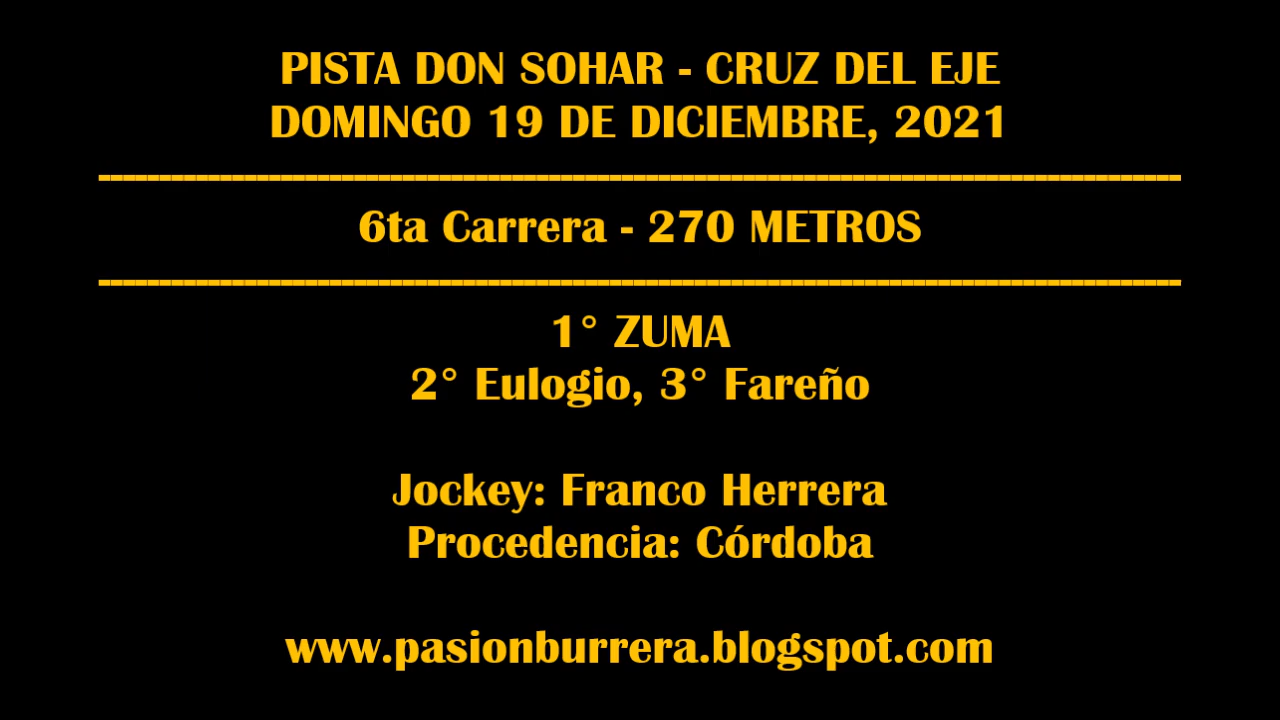 PISTA DON SOHAR - CRUZ DEL EJE
DOMINGO 19 DE DICIEMBRE, 2021
6ta Carrera - 270 METROS
1° ZUMA
2° Eulogio, 3° Fareño
Jockey: Franco Herrera
Procedencia: Córdoba
www.pasionburrera.blogspot.com